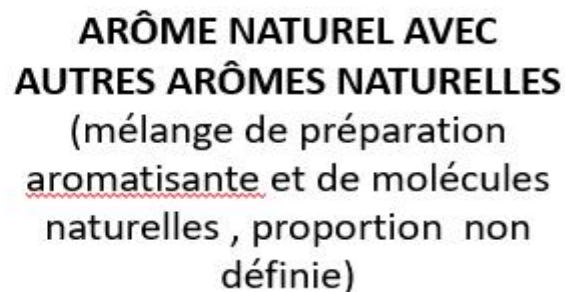 ARÔME NATUREL AVEC
AUTRES ARÔMES NATURELLES
(mélange de préparation
aromatisante et de molécules
naturelles , proportion non
définie)